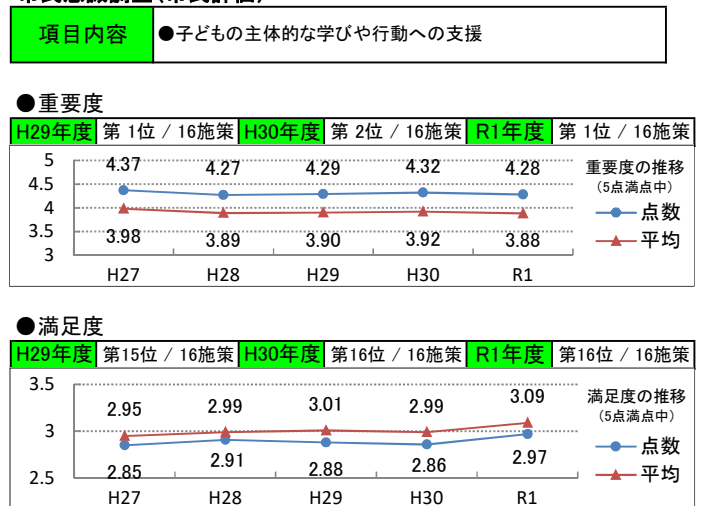 項目内容 ●子どもの主体的な学びや行動への支援
●重要度
H29年度 第 1位 / 16施策 H30年度 第 2位 / 16施策 R1年度 第 1位 / 16施策
5
4.5
4
3.5
3
4.37 4.27 4.29 4.32 4.28
3.98 3.89 3.90 3.92 3.88
H27 H28 H29 H30 R1
重要度の推移
(5点満点中)
点数
平均
●満足度
H29年度 第15位 / 16施策 H30年度 第16位 / 16施策 R1年度 第16位 / 16施策
3.5
3
2.5
2.95 2.99 3.01 2.99 3.09
2.85 2.91 2.88 2.86 2.97
H27 H28 H29 H30 R1
満足度の推移
(5点満点中)
点数
平均